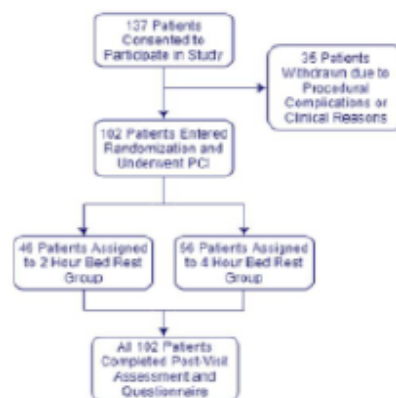 137 Patients
Consented to
Participate in Study
35 Patients
Withdrawn due to
Procedural
Complications or
Clinical Reasons
102 Patients Entered
Randomization and
Underwent PCI
46 Patients Assigned
to 2 Hour Bed Rest
Group
56 Patients Assigned
to 4 Hour Bed Rest
Group
All 102 Patients
Completed Post-Visit
Assessment and
Questionnaire